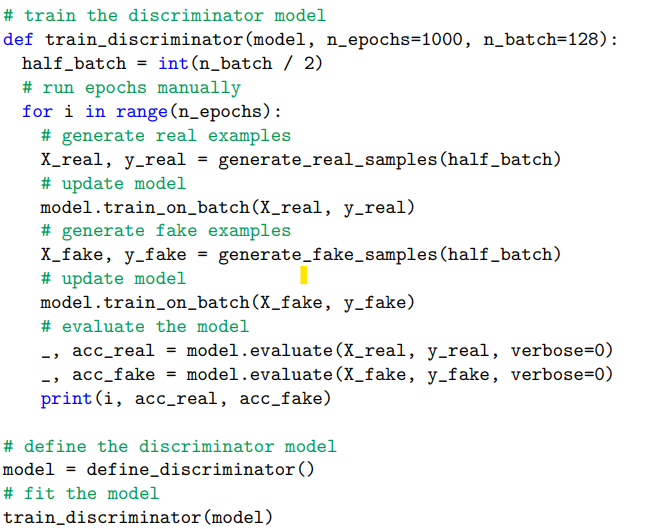 # train the discriminator model
def train_discriminator(model, n_epochs=1000, n_batch=128):
  half_batch = int(n_batch / 2)
  # run epochs manually
  for i in range(n_epochs):
    # generate real examples
    X_real, y_real = generate_real_samples(half_batch)
    # update model
    model.train_on_batch(X_real, y_real)
    # generate fake examples
    X_fake, y_fake = generate_fake_samples(half_batch)
    # update model
    model.train_on_batch(X_fake, y_fake)
    # evaluate the model
    _, acc_real = model.evaluate(X_real, y_real, verbose=0)
    _, acc_fake = model.evaluate(X_fake, y_fake, verbose=0)
    print(i, acc_real, acc_fake)

# define the discriminator model
model = define_discriminator()
# fit the model
train_discriminator(model)